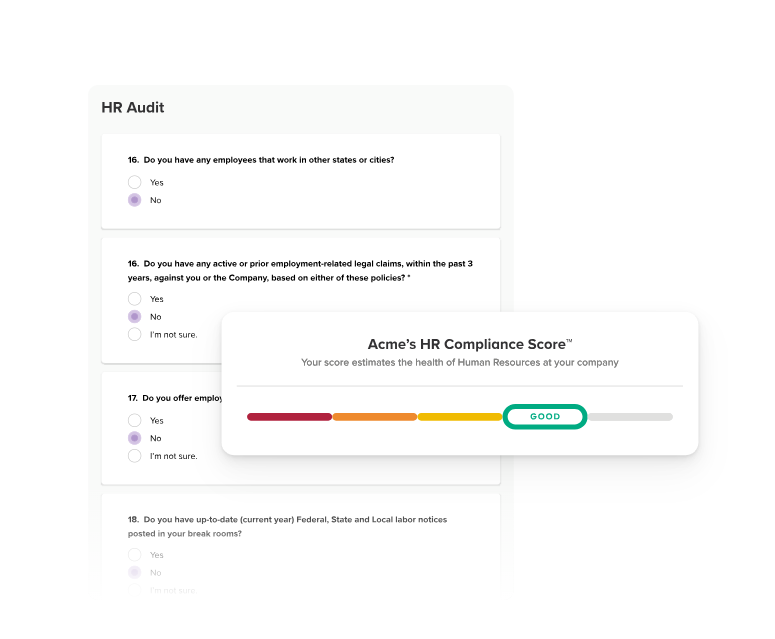 HR Audit
16. Do you have any employees that work in other states or cities?
Yes
No
16. Do you have any active or prior employment-related legal claims, within the past 3
years, against you or the Company, based on either of these policies? *
Yes
No
I'm not sure.
Acme's HR Compliance Score™
Your score estimates the health of Human Resources at your company
GOOD
17. Do you offer
Yes
No
I'm not sure.
18. Do you have up-to-date (current year) Federal, State and Local labor notices
posted in your break rooms?
Yes
No
I'm not sure.